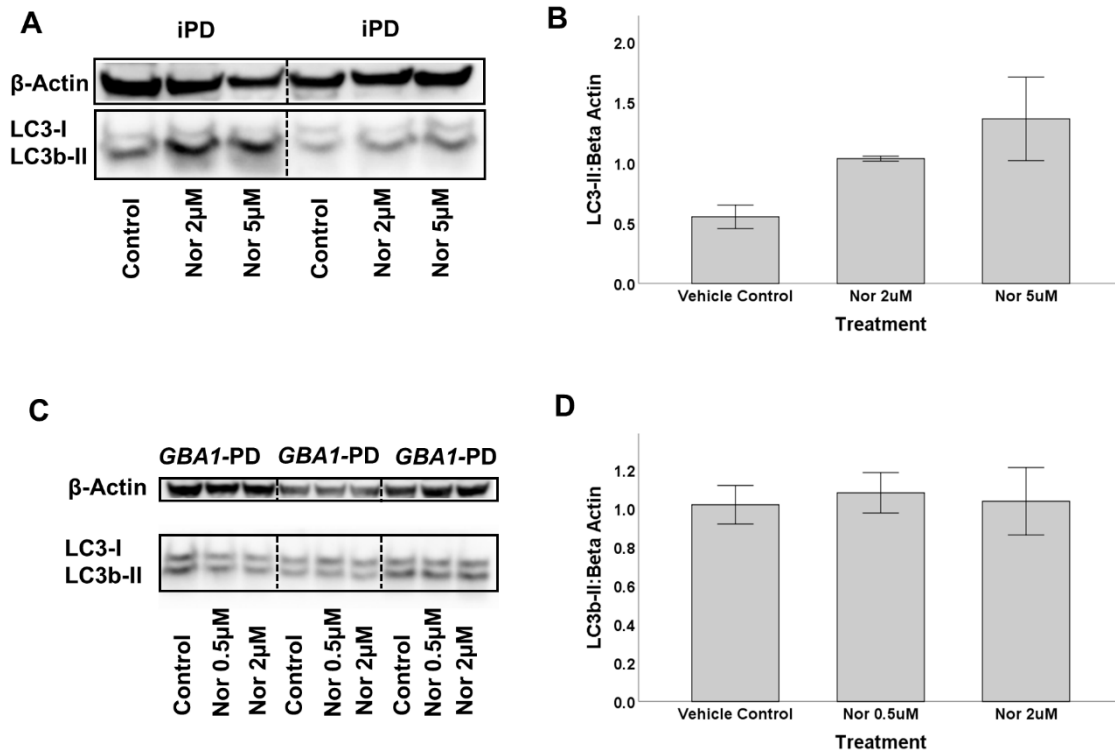 A
iPD iPD
β-Actin
LC3-I
LC3b-II
Control Nor 2µM Nor 5µM Control Nor 2µM Nor 5µM
B
LC3-II:Beta Actin
2.0
1.5
1.0
0.5
0.0
Vehicle Control Nor 2uM Nor 5uM
Treatment
C
GBA1-PD GBA1-PD GBA1-PD
β-Actin
LC3-I
LC3b-II
Control Nor 0.5µM Nor 2µM Control Nor 0.5µM Nor 2µM Control Nor 0.5µM Nor 2µM
D
LC3b-II:Beta Actin
1.2
1.0
0.8
0.6
0.4
0.2
0.0
Vehicle Control Nor 0.5uM Nor 2uM
Treatment